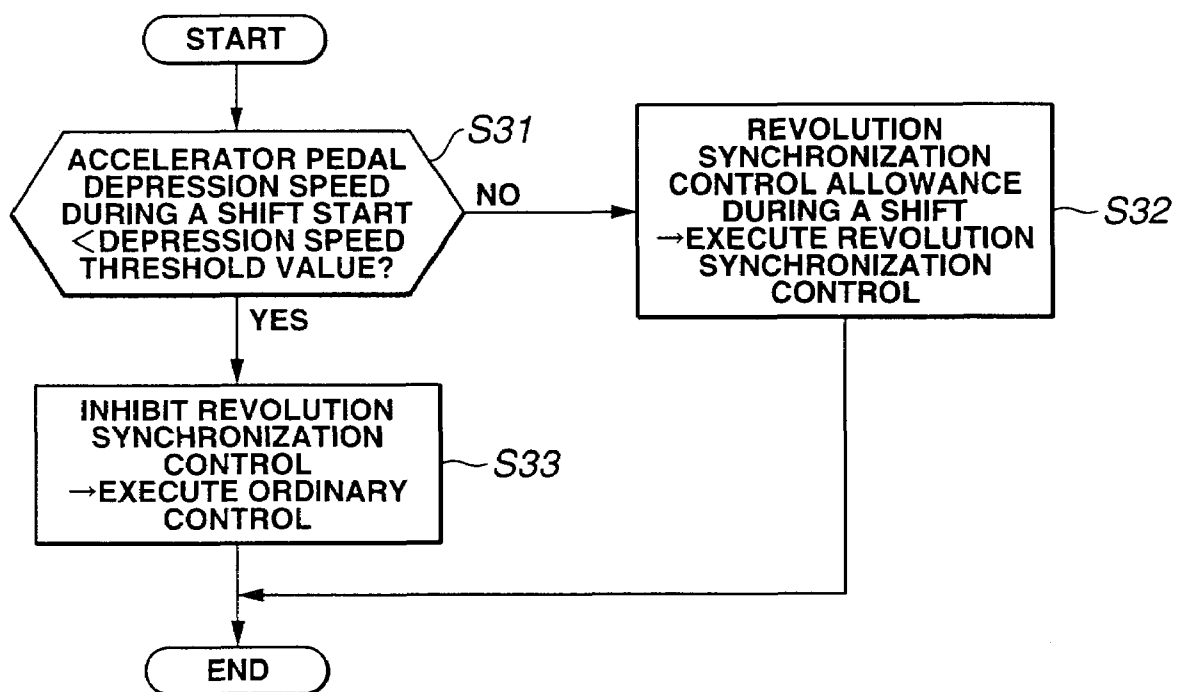 START
ACCELERATOR PEDAL
DEPRESSION SPEED
DURING A SHIFT START
<DEPRESSION SPEED
THRESHOLD VALUE?
S31
NO
REVOLUTION
SYNCHRONIZATION
CONTROL ALLOWANCE
DURING A SHIFT
→EXECUTE REVOLUTION
SYNCHRONIZATION
CONTROL
S32
YES
INHIBIT REVOLUTION
SYNCHRONIZATION
CONTROL
→EXECUTE ORDINARY
CONTROL
S33
END